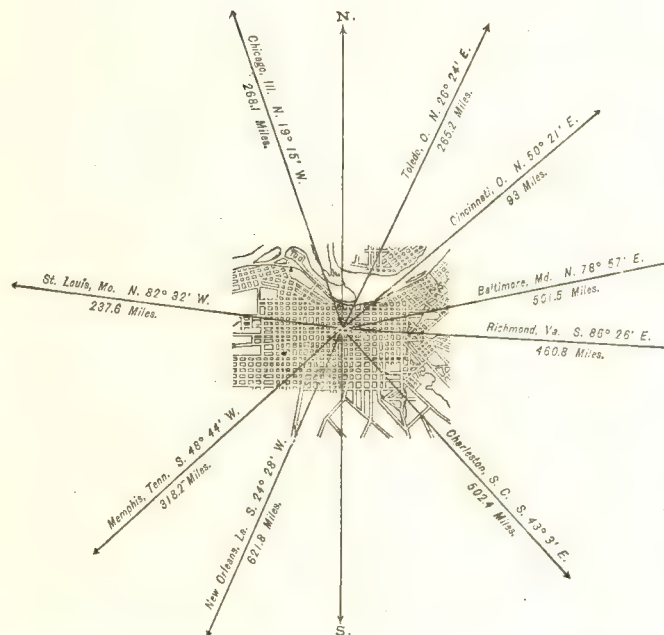 N.
Chicago, Ill. N. 19° 15' W.
268.1 Miles.
Toledo, O. N. 26° 24' E.
265.2 Miles.
Cincinnati, O. N. 50° 21' E.
93 Miles.
Baltimore, Md. N. 78° 57' E.
501.5 Miles.
Richmond, Va. S. 86° 26' E.
460.8 Miles.
St. Louis, Mo. N. 82° 32' W.
237.6 Miles.
Memphis, Tenn. S. 48° 44' W.
318.2 Miles.
New Orleans, La. S. 24° 28' W.
621.8 Miles.
Charleston, S. C. S. 43° 3' E.
502.4 Miles.
S.